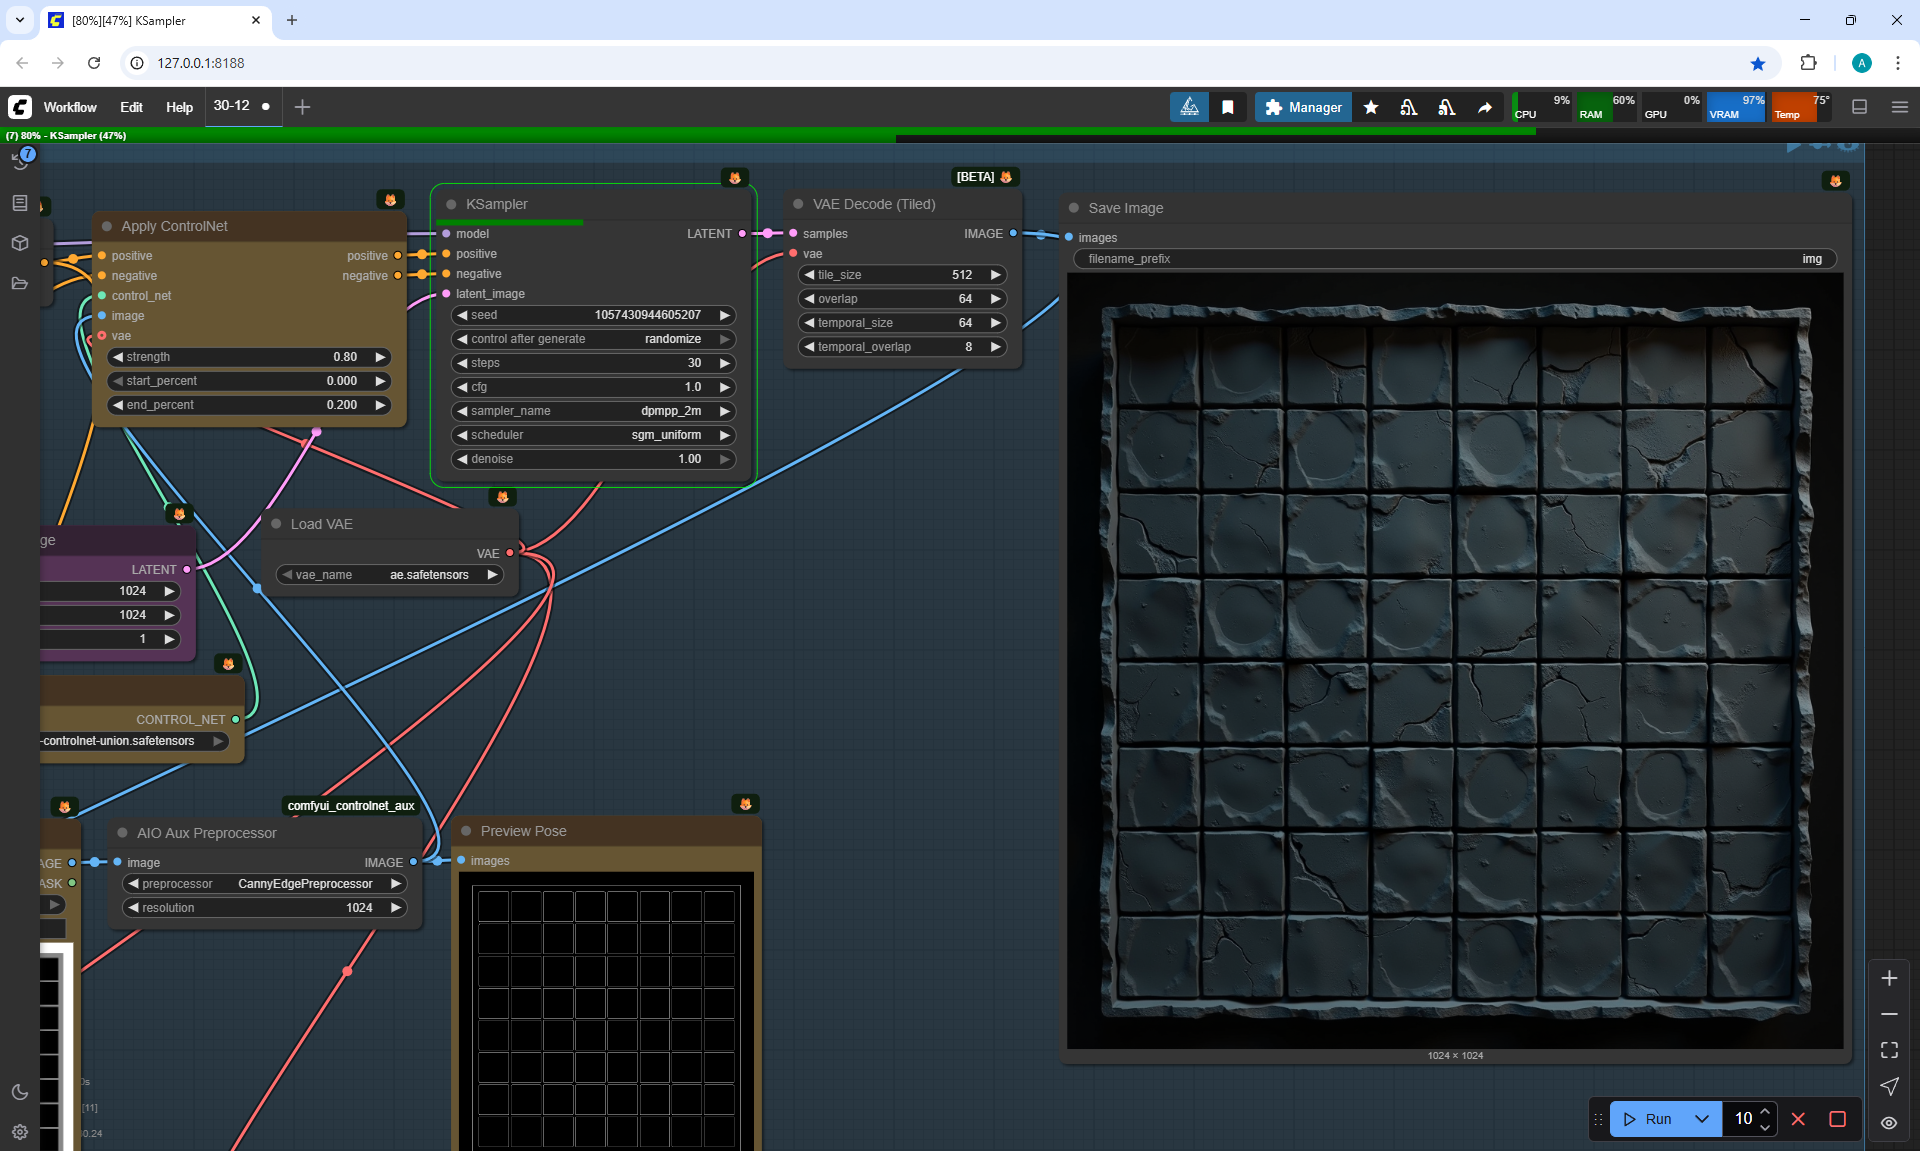 [80%][47%] KSampler
127.0.0.1:8188
A
Workflow
Edit
Help
30-12
Manager
9%
CPU
60%
RAM
0%
GPU
97%
VRAM
75°
Temp
(7) 80% - KSampler (47%)
7
Apply ControlNet
positive
positive
negative
negative
control_net
image
vae
strength
0.80
start_percent
0.000
end_percent
0.200
KSampler
model
LATENT
positive
negative
latent_image
seed
1057430944605207
control after generate
randomize
steps
30
cfg
1.0
sampler_name
dpmpp_2m
scheduler
sgm_uniform
denoise
1.00
[BETA]
VAE Decode (Tiled)
samples
IMAGE
vae
tile_size
512
overlap
64
temporal_size
64
temporal_overlap
8
Save Image
images
filename_prefix
img
1024 × 1024
Load VAE
VAE
vae_name
ae.safetensors
ge
LATENT
1024
1024
1
CONTROL_NET
-controlnet-union.safetensors
comfyui_controlnet_aux
AIO Aux Preprocessor
image
IMAGE
preprocessor
CannyEdgePreprocessor
resolution
1024
AGE
ASK
Preview Pose
images
0s
[11]
30.24
Run
10